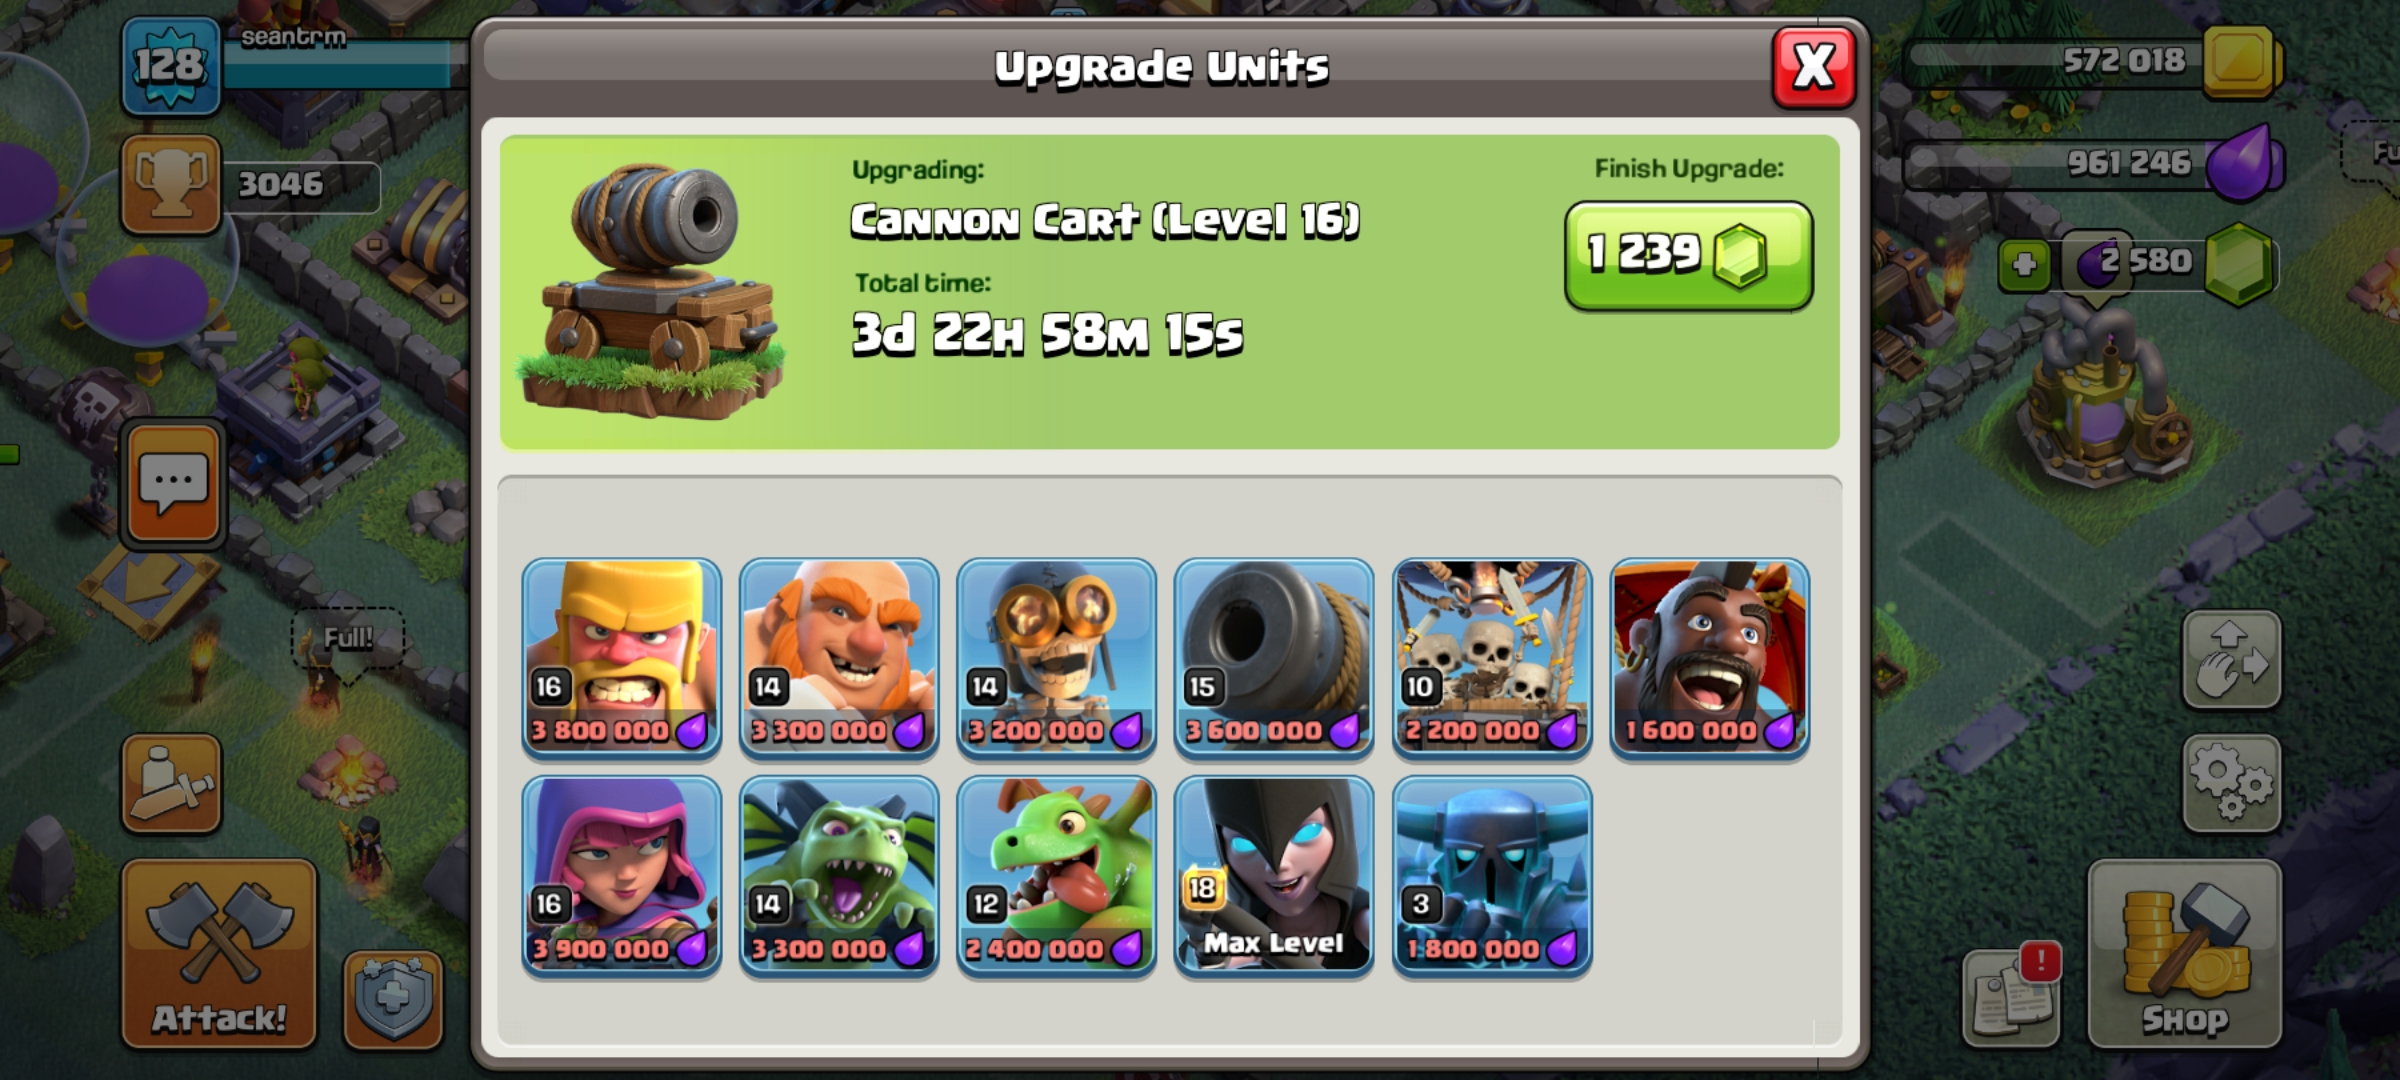 128
seantrm
Upgrade Units
X
572 018
3046
961 246
2 580
Upgrading:
Cannon Cart (Level 16)
Total time:
3d 22H 58M 15s
Finish Upgrade:
1 239
Full!
16
3 800 000
14
3 300 000
14
3 200 000
15
3 600 000
10
2 200 000
1 600 000
16
3 900 000
14
3 300 000
12
2 400 000
18
Max Level
3
1 800 000
Attack!
!
Shop